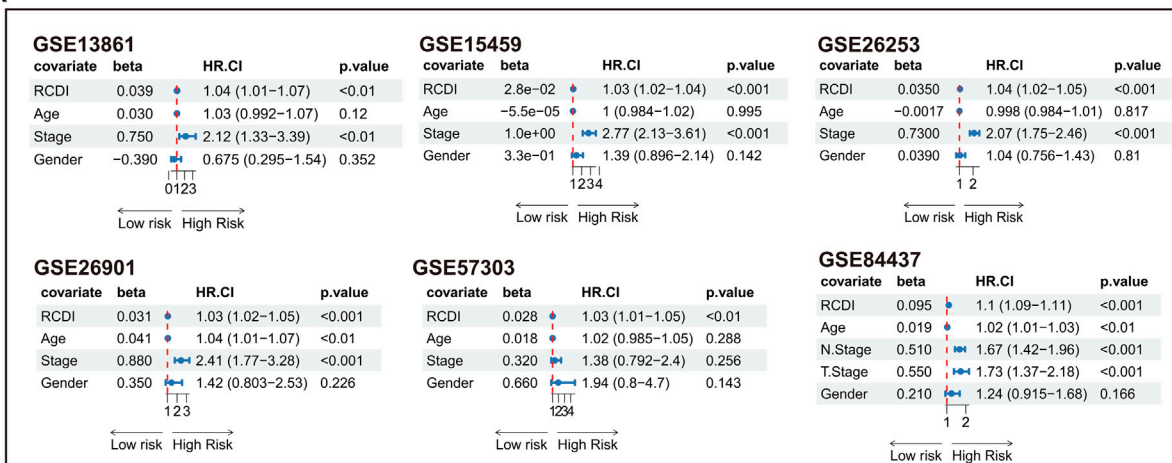 GSE13861
covariate beta HR.CI p.value
RCDI 0.039 1.04 (1.01−1.07) <0.01
Age 0.030 1.03 (0.992−1.07) 0.12
Stage 0.750 2.12 (1.33−3.39) <0.01
Gender −0.390 0.675 (0.295−1.54) 0.352
0123
Low risk High Risk
GSE15459
covariate beta HR.CI p.value
RCDI 2.8e−02 1.03 (1.02−1.04) <0.001
Age −5.5e−05 1 (0.984−1.02) 0.995
Stage 1.0e+00 2.77 (2.13−3.61) <0.001
Gender 3.3e−01 1.39 (0.896−2.14) 0.142
1234
Low risk High Risk
GSE26253
covariate beta HR.CI p.value
RCDI 0.0350 1.04 (1.02−1.05) <0.001
Age −0.0017 0.998 (0.984−1.01) 0.817
Stage 0.7300 2.07 (1.75−2.46) <0.001
Gender 0.0390 1.04 (0.756−1.43) 0.81
1 2
Low risk High Risk
GSE26901
covariate beta HR.CI p.value
RCDI 0.031 1.03 (1.02−1.05) <0.001
Age 0.041 1.04 (1.01−1.07) <0.01
Stage 0.880 2.41 (1.77−3.28) <0.001
Gender 0.350 1.42 (0.803−2.53) 0.226
1 2 3
Low risk High Risk
GSE57303
covariate beta HR.CI p.value
RCDI 0.028 1.03 (1.01−1.05) <0.01
Age 0.018 1.02 (0.985−1.05) 0.288
Stage 0.320 1.38 (0.792−2.4) 0.256
Gender 0.660 1.94 (0.8−4.7) 0.143
1234
Low risk High Risk
GSE84437
covariate beta HR.CI p.value
RCDI 0.095 1.1 (1.09−1.11) <0.001
Age 0.019 1.02 (1.01−1.03) <0.01
N.Stage 0.510 1.67 (1.42−1.96) <0.001
T.Stage 0.550 1.73 (1.37−2.18) <0.001
Gender 0.210 1.24 (0.915−1.68) 0.166
1 2
Low risk High Risk